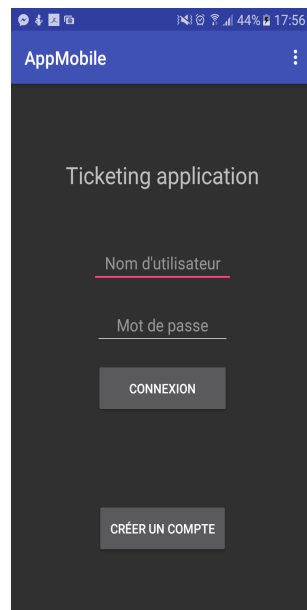 44% 17:56
AppMobile
Ticketing application
Nom d'utilisateur
Mot de passe
CONNEXION
CRÉER UN COMPTE